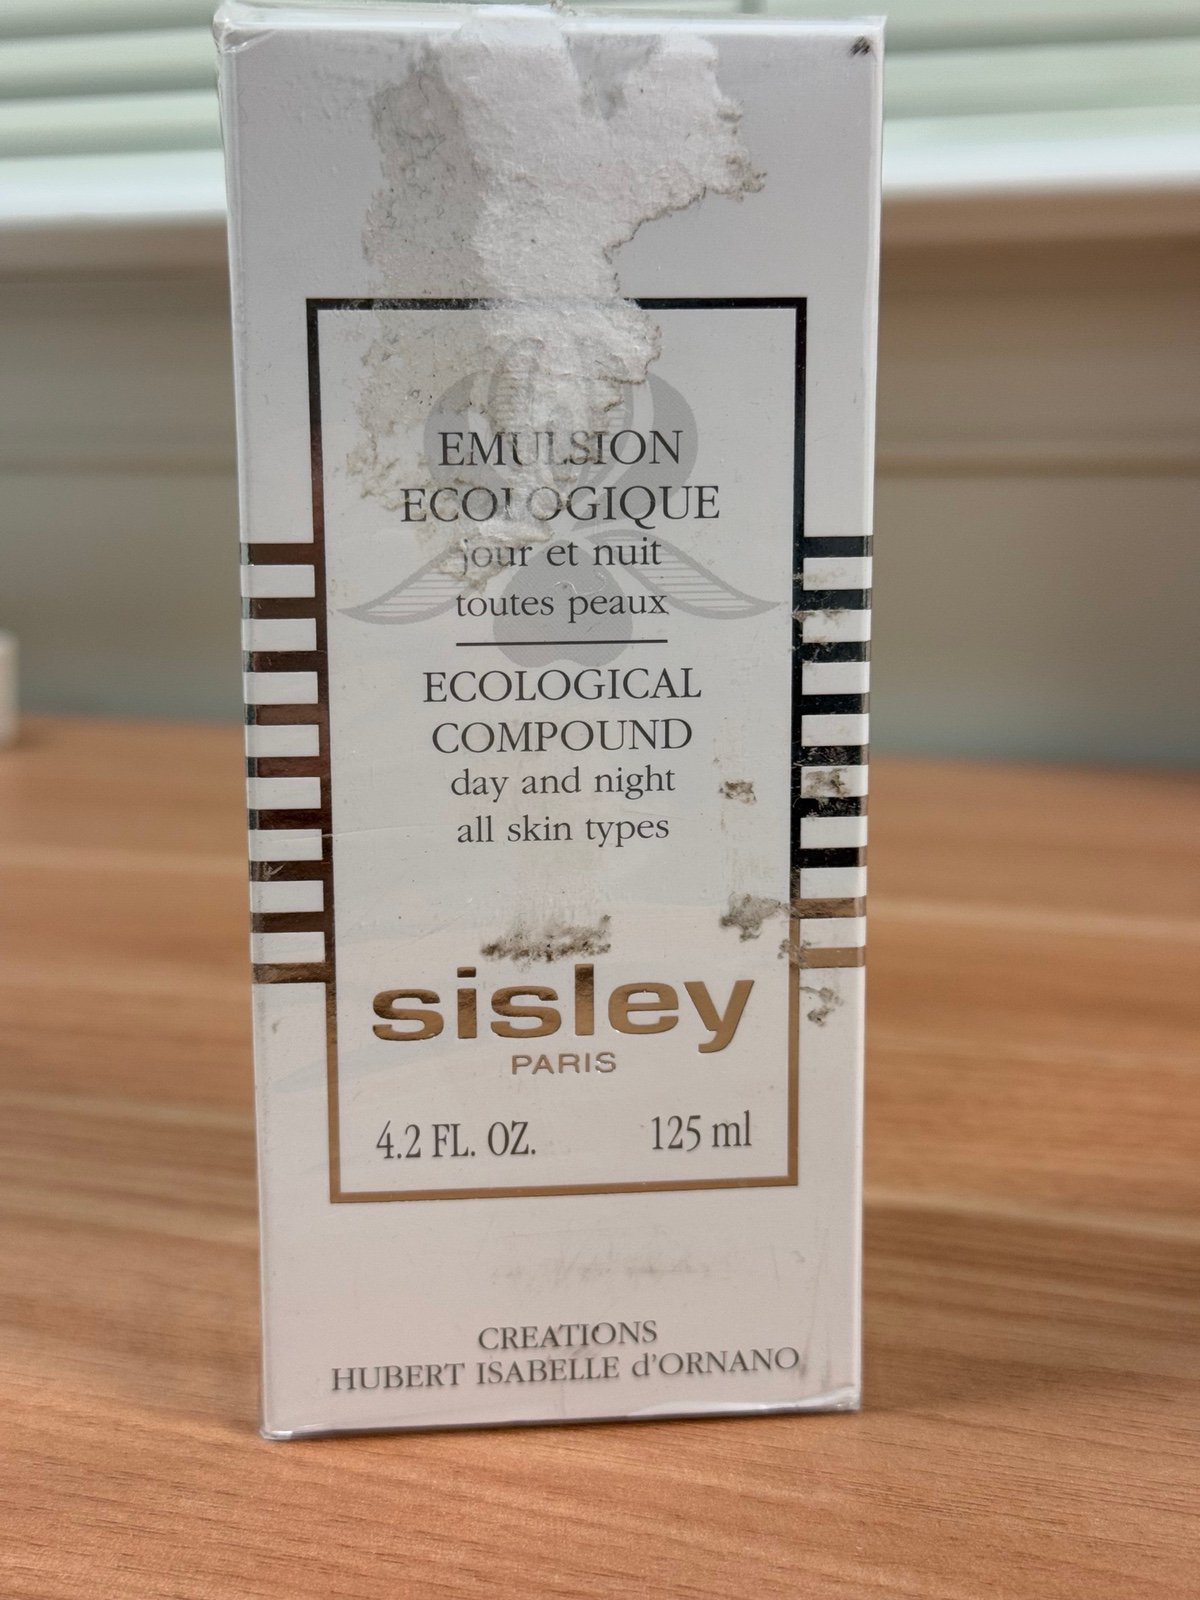 EMULSION
ECOLOGIQUE
jour et nuit
toutes peaux
ECOLOGICAL
COMPOUND
day and night
all skin types
sisley
PARIS
4.2 FL. OZ. 125 ml
CREATIONS
HUBERT ISABELLE d'ORNANO